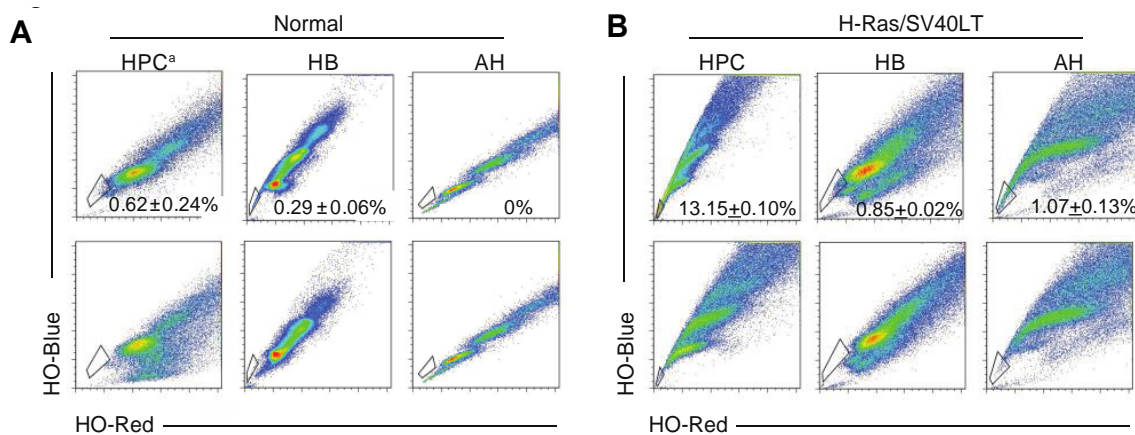 A
Normal
HPCª HB AH
0.62±0.24% 0.29±0.06% 0%
HO-Blue
HO-Red
B
H-Ras/SV40LT
HPC HB AH
13.15±0.10% 0.85±0.02% 1.07±0.13%
HO-Blue
HO-Red